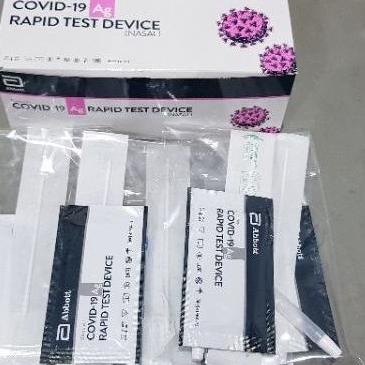 COVID-19 Ag
RAPID TEST DEVICE
(NASAL)
Abbott
COVID-19 Ag RAPID TEST DEVICE
(NASAL)
Abbott
COVID-19 Ag
RAPID TEST DEVICE
COVID-19 Ag
RAPID TEST DEVICE
Abbott